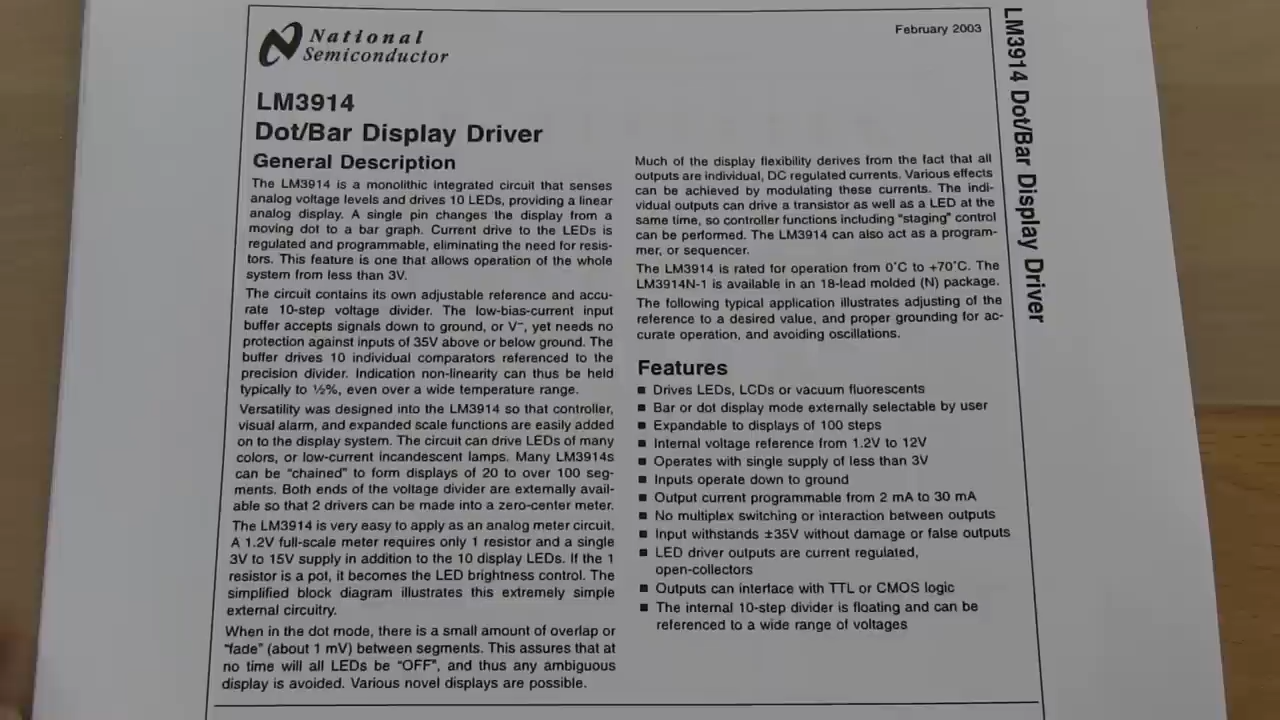 National
Semiconductor
February 2003
LM3914
Dot/Bar Display Driver
General Description
The LM3914 is a monolithic integrated circuit that senses
analog voltage levels and drives 10 LEDs, providing a linear
analog display. A single pin changes the display from a
moving dot to a bar graph. Current drive to the LEDs is
regulated and programmable, eliminating the need for resis-
tors. This feature is one that allows operation of the whole
system from less than 3V.
The circuit contains its own adjustable reference and accu-
rate 10-step voltage divider. The low-bias-current input
buffer accepts signals down to ground, or V⁻, yet needs no
protection against inputs of 35V above or below ground. The
buffer drives 10 individual comparators referenced to the
precision divider. Indication non-linearity can thus be held
typically to ½%, even over a wide temperature range.
Versatility was designed into the LM3914 so that controller,
visual alarm, and expanded scale functions are easily added
on to the display system. The circuit can drive LEDs of many
colors, or low-current incandescent lamps. Many LM3914s
can be “chained” to form displays of 20 to over 100 seg-
ments. Both ends of the voltage divider are externally avail-
able so that 2 drivers can be made into a zero-center meter.
The LM3914 is very easy to apply as an analog meter circuit.
A 1.2V full-scale meter requires only 1 resistor and a single
3V to 15V supply in addition to the 10 display LEDs. If the 1
resistor is a pot, it becomes the LED brightness control. The
simplified block diagram illustrates this extremely simple
external circuitry.
When in the dot mode, there is a small amount of overlap or
“fade” (about 1 mV) between segments. This assures that at
no time will all LEDs be “OFF”, and thus any ambiguous
display is avoided. Various novel displays are possible.
Much of the display flexibility derives from the fact that all
outputs are individual, DC regulated currents. Various effects
can be achieved by modulating these currents. The indi-
vidual outputs can drive a transistor as well as a LED at the
same time, so controller functions including “staging” control
can be performed. The LM3914 can also act as a program-
mer, or sequencer.
The LM3914 is rated for operation from 0˚C to +70˚C. The
LM3914N-1 is available in an 18-lead molded (N) package.
The following typical application illustrates adjusting of the
reference to a desired value, and proper grounding for ac-
curate operation, and avoiding oscillations.
Features
■ Drives LEDs, LCDs or vacuum fluorescents
■ Bar or dot display mode externally selectable by user
■ Expandable to displays of 100 steps
■ Internal voltage reference from 1.2V to 12V
■ Operates with single supply of less than 3V
■ Inputs operate down to ground
■ Output current programmable from 2 mA to 30 mA
■ No multiplex switching or interaction between outputs
■ Input withstands ±35V without damage or false outputs
■ LED driver outputs are current regulated,
open-collectors
■ Outputs can interface with TTL or CMOS logic
■ The internal 10-step divider is floating and can be
referenced to a wide range of voltages
LM3914 Dot/Bar Display Driver